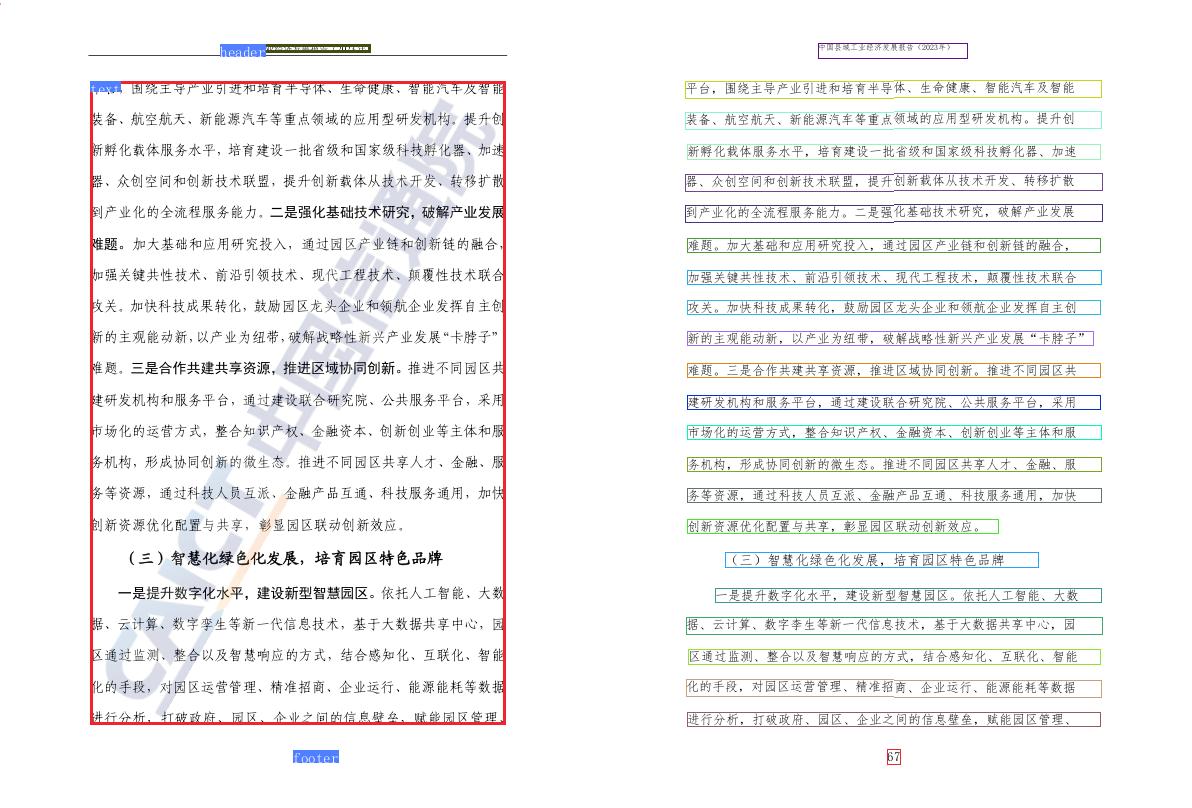 header
text
围绕主导产业引进和培育半导体、生命健康、智能汽车及智能
装备、航空航天、新能源汽车等重点领域的应用型研发机构。提升创
新孵化载体服务水平，培育建设一批省级和国家级科技孵化器、加速
器、众创空间和创新技术联盟，提升创新载体从技术开发、转移扩散
到产业化的全流程服务能力。二是强化基础技术研究，破解产业发展
难题。加大基础和应用研究投入，通过园区产业链和创新链的融合，
加强关键共性技术、前沿引领技术、现代工程技术、颠覆性技术联合
攻关。加快科技成果转化，鼓励园区龙头企业和领航企业发挥自主创
新的主观能动新，以产业为纽带，破解战略性新兴产业发展“卡脖子”
难题。三是合作共建共享资源，推进区域协同创新。推进不同园区共
建研发机构和服务平台，通过建设联合研究院、公共服务平台，采用
市场化的运营方式，整合知识产权、金融资本、创新创业等主体和服
务机构，形成协同创新的微生态。推进不同园区共享人才、金融、服
务等资源，通过科技人员互派、金融产品互通、科技服务通用，加快
创新资源优化配置与共享，彰显园区联动创新效应。
（三）智慧化绿色化发展，培育园区特色品牌
一是提升数字化水平，建设新型智慧园区。依托人工智能、大数
据、云计算、数字孪生等新一代信息技术，基于大数据共享中心，园
区通过监测、整合以及智慧响应的方式，结合感知化、互联化、智能
化的手段，对园区运营管理、精准招商、企业运行、能源能耗等数据
进行分析，打破政府、园区、企业之间的信息壁垒，赋能园区管理、
CAICT 中国信通院
footer
中国县域工业经济发展报告（2023年）
平台，围绕主导产业引进和培育半导体、生命健康、智能汽车及智能
装备、航空航天、新能源汽车等重点领域的应用型研发机构。提升创
新孵化载体服务水平，培育建设一批省级和国家级科技孵化器、加速
器、众创空间和创新技术联盟，提升创新载体从技术开发、转移扩散
到产业化的全流程服务能力。二是强化基础技术研究，破解产业发展
难题。加大基础和应用研究投入，通过园区产业链和创新链的融合，
加强关键共性技术、前沿引领技术、现代工程技术，颠覆性技术联合
攻关。加快科技成果转化，鼓励园区龙头企业和领航企业发挥自主创
新的主观能动新，以产业为纽带，破解战略性新兴产业发展“卡脖子”
难题。三是合作共建共享资源，推进区域协同创新。推进不同园区共
建研发机构和服务平台，通过建设联合研究院、公共服务平台，采用
市场化的运营方式，整合知识产权、金融资本、创新创业等主体和服
务机构，形成协同创新的微生态。推进不同园区共享人才、金融、服
务等资源，通过科技人员互派、金融产品互通、科技服务通用，加快
创新资源优化配置与共享，彰显园区联动创新效应。
（三）智慧化绿色化发展，培育园区特色品牌
一是提升数字化水平，建设新型智慧园区。依托人工智能、大数
据、云计算、数字孪生等新一代信息技术，基于大数据共享中心，园
区通过监测、整合以及智慧响应的方式，结合感知化、互联化、智能
化的手段，对园区运营管理、精准招商、企业运行、能源能耗等数据
进行分析，打破政府、园区、企业之间的信息壁垒，赋能园区管理、
67